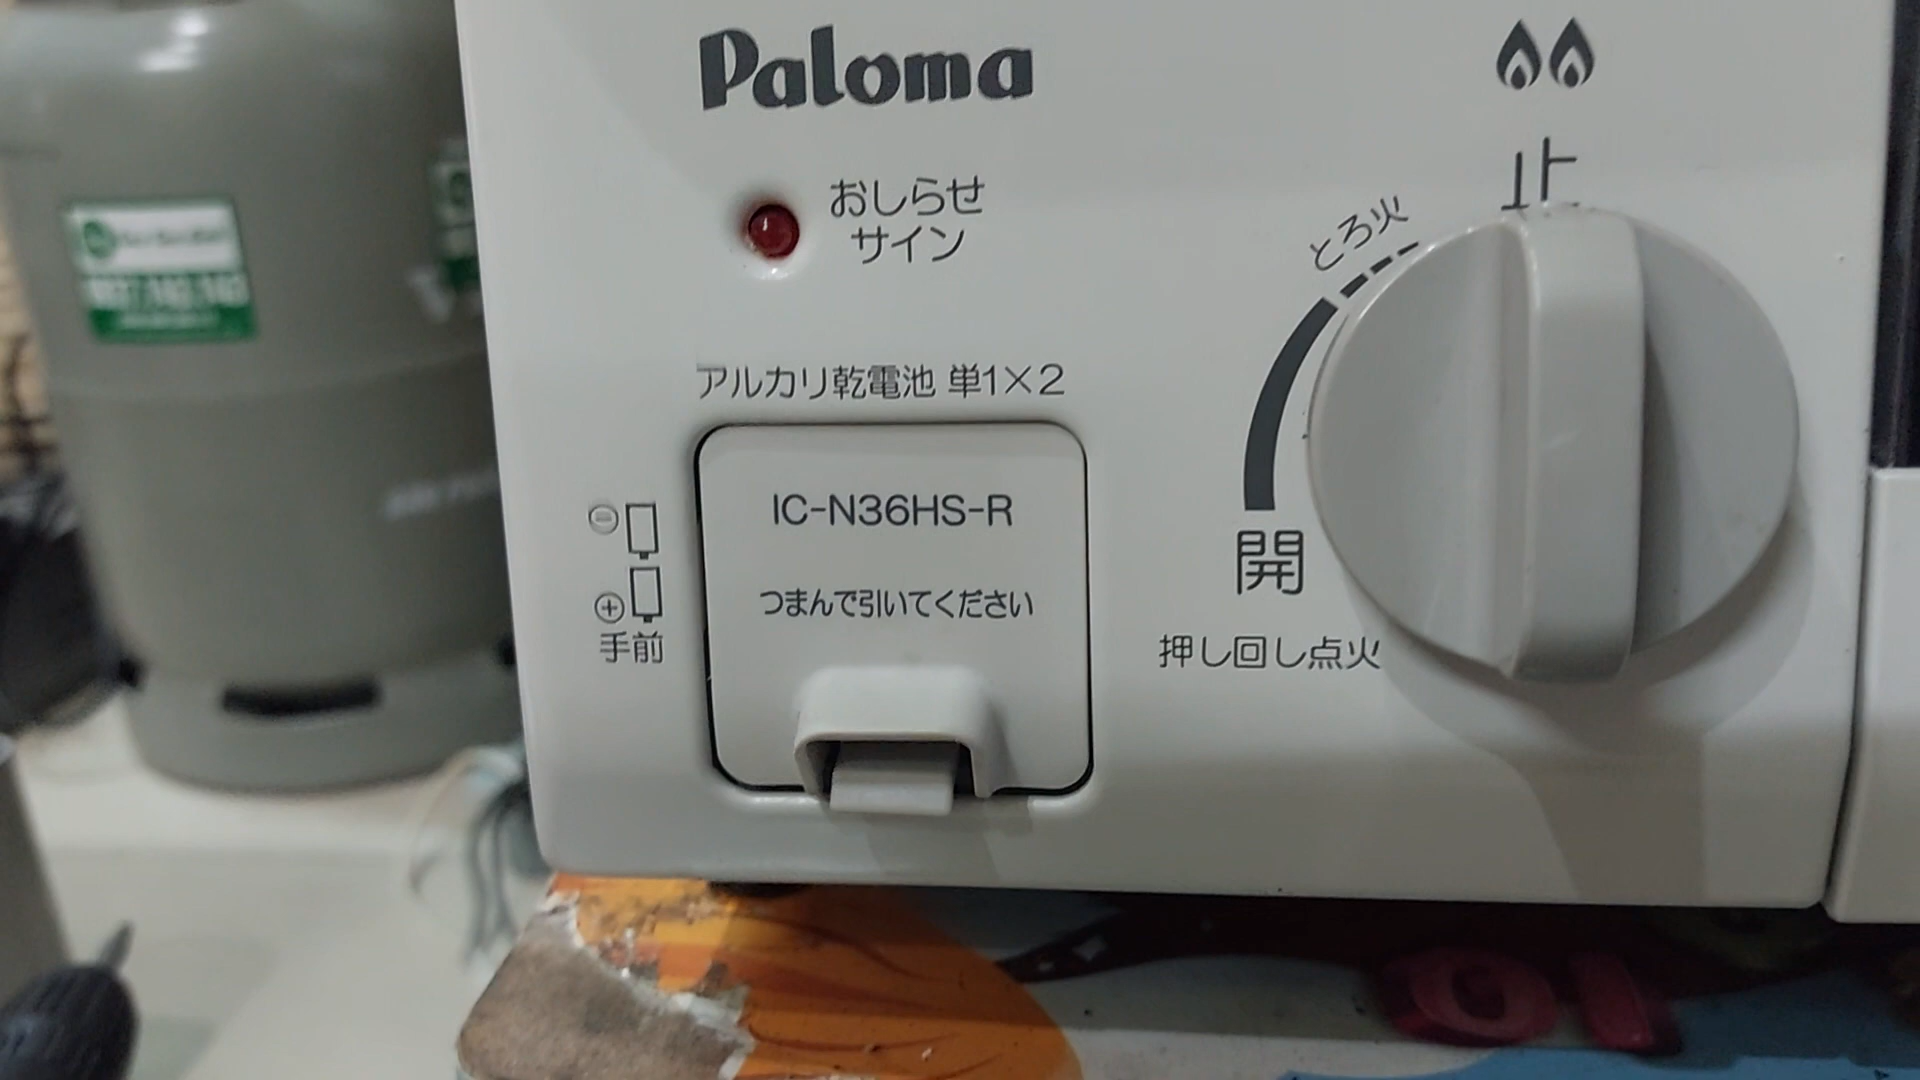 Paloma
止
おしらせ
サイン
とろ火
アルカリ乾電池 単1×2
IC-N36HS-R
⊖
開
つまんで引いてください
⊕
手前
押し回し点火